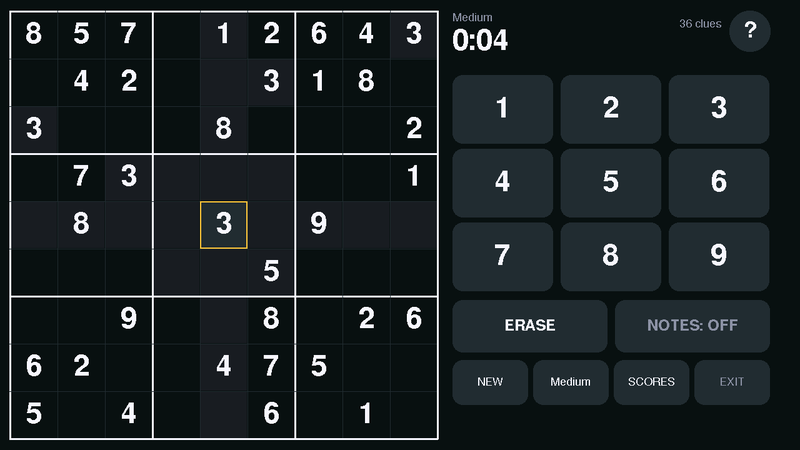 8 5 7 1 2 6 4 3
4 2 3 1 8
3 8 2
7 3 1
8 3 9
5
9 8 2 6
6 2 4 7 5
5 4 6 1
Medium
0:04
36 clues
?
1 2 3
4 5 6
7 8 9
ERASE NOTES: OFF
NEW Medium SCORES EXIT